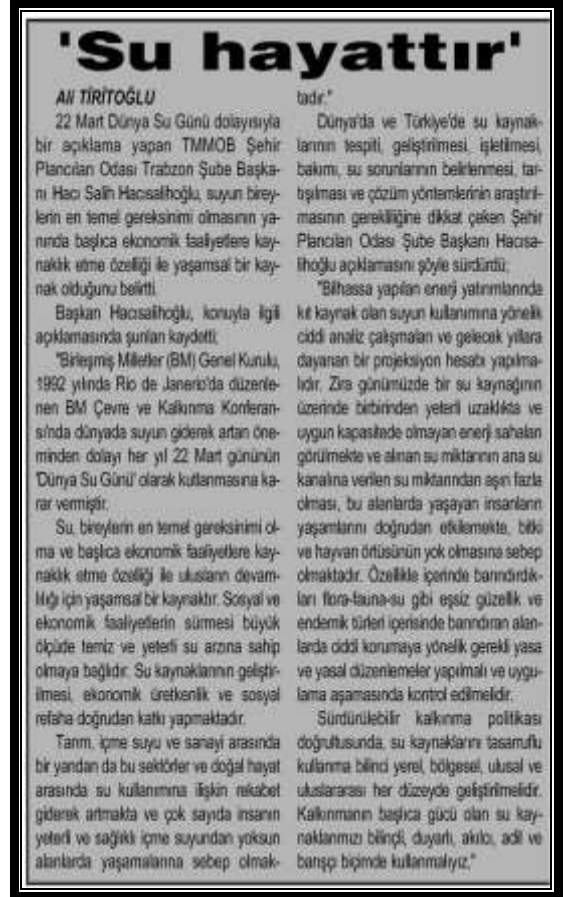 'Su hayattır'
Ali TİRİTOĞLU
22 Mart Dünya Su Günü dolayısıyla
bir açıklama yapan TMMOB Şehir
Plancıları Odası Trabzon Şube Başka-
nı Hacı Salih Hacısalihoğlu, suyun birey-
lerin en temel gereksinimi olmasının ya-
nında başlıca ekonomik faaliyetlere kay-
naklık etme özelliği ile yaşamsal bir kay-
nak olduğunu belirtti.
Başkan Hacısalihoğlu, konuyla ilgili
açıklamasında şunları kaydetti;
"Birleşmiş Milletler (BM) Genel Kurulu,
1992 yılında Rio de Janerio'da düzenle-
nen BM Çevre ve Kalkınma Konferan-
sı'nda dünyada suyun giderek artan öne-
minden dolayı her yıl 22 Mart gününün
'Dünya Su Günü' olarak kutlanmasına ka-
rar vermiştir.
Su, bireylerin en temel gereksinimi ol-
ma ve başlıca ekonomik faaliyetlere kay-
naklık etme özelliği ile ulusların devam-
lılığı için yaşamsal bir kaynaktır. Sosyal ve
ekonomik faaliyetlerin sürmesi büyük
ölçüde temiz ve yeterli su arzına sahip
olmaya bağlıdır. Su kaynaklarının geliştir-
ilmesi, ekonomik üretkenlik ve sosyal
refaha doğrudan katkı yapmaktadır.
Tarım, içme suyu ve sanayi arasında
bir yandan da bu sektörler ve doğal hayat
arasında su kullanımına ilişkin rekabet
giderek artmakta ve çok sayıda insanın
yeterli ve sağlıklı içme suyundan yoksun
alanlarda yaşamalarına sebep olmak-
tadır."
Dünya'da ve Türkiye'de su kaynak-
larının tespiti, geliştirilmesi, işletilmesi,
bakımı, su sorunlarının belirlenmesi, tar-
tışılması ve çözüm yöntemlerinin araştırıl-
masının gerekliliğine dikkat çeken Şehir
Plancıları Odası Şube Başkanı Hacısa-
lihoğlu açıklamasını şöyle sürdürdü;
"Bilhassa yapılan enerji yatırımlarında
kıt kaynak olan suyun kullanımına yönelik
ciddi analiz çalışmaları ve gelecek yıllara
dayanan bir projeksiyon hesabı yapılma-
lıdır. Zira günümüzde bir su kaynağının
üzerinde birbirinden yeterli uzaklıkta ve
uygun kapasitede olmayan enerji sahaları
görülmekte ve alınan su miktarının ana su
kanalına verilen su miktarından aşırı fazla
olması, bu alanlarda yaşayan insanların
yaşamlarını doğrudan etkilemekte, bitki
ve hayvan örtüsünün yok olmasına sebep
olmaktadır. Özellikle içerinde barındırdık-
ları flora-fauna-su gibi eşsiz güzellik ve
endemik türleri içerisinde barındıran alan-
larda ciddi korumaya yönelik gerekli yasa
ve yasal düzenlemeler yapılmalı ve uygu-
lama aşamasında kontrol edilmelidir.
Sürdürülebilir kalkınma politikası
doğrultusunda, su kaynaklarını tasarruflu
kullanma bilinci yerel, bölgesel, ulusal ve
uluslararası her düzeyde geliştirilmelidir.
Kalkınmanın başlıca gücü olan su kay-
naklarımızı bilinçli, duyarlı, akılcı, adil ve
barışçı biçimde kullanmalıyız."